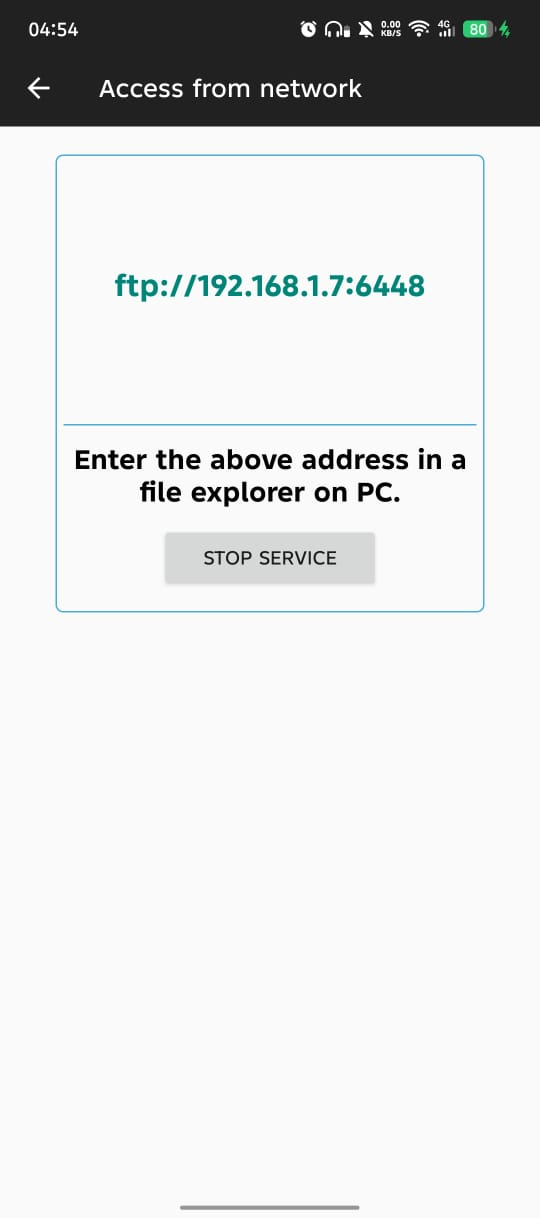 04:54
0.00
KB/S
4G
80
Access from network
ftp://192.168.1.7:6448
Enter the above address in a
file explorer on PC.
STOP SERVICE